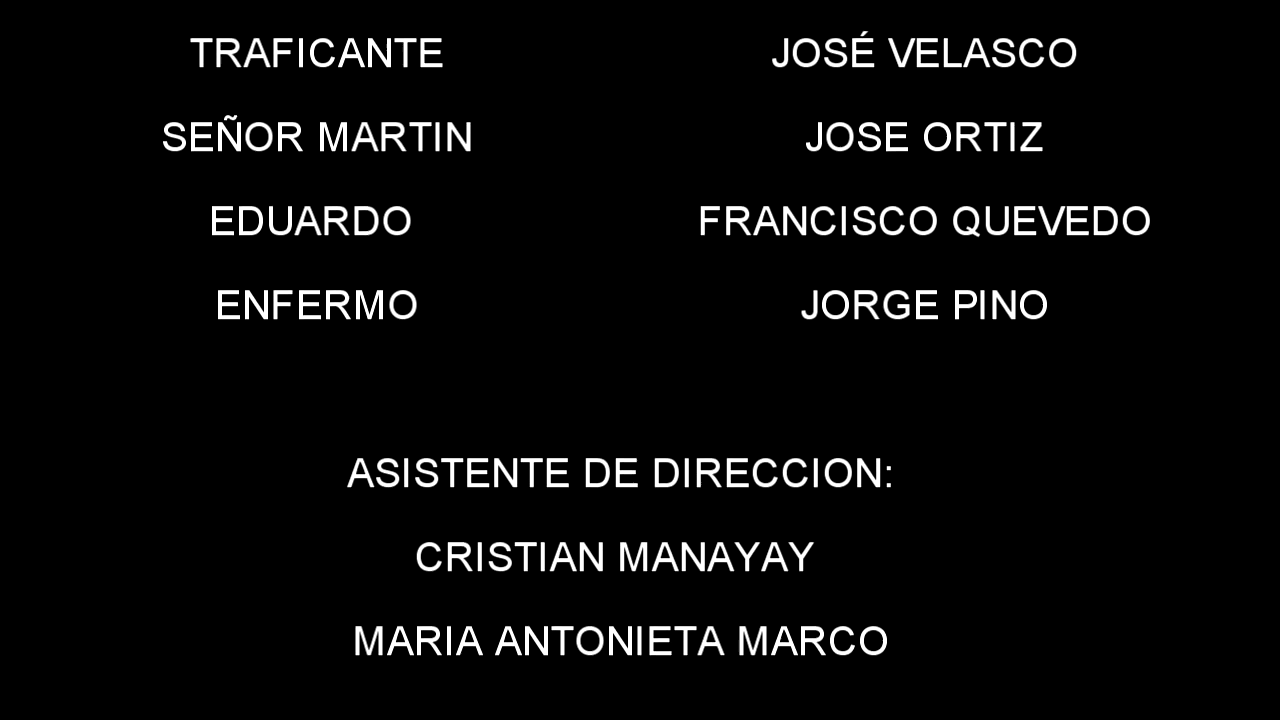 TRAFICANTE JOSÉ VELASCO
SEÑOR MARTIN JOSE ORTIZ
EDUARDO FRANCISCO QUEVEDO
ENFERMO JORGE PINO
ASISTENTE DE DIRECCION:
CRISTIAN MANAYAY
MARIA ANTONIETA MARCO